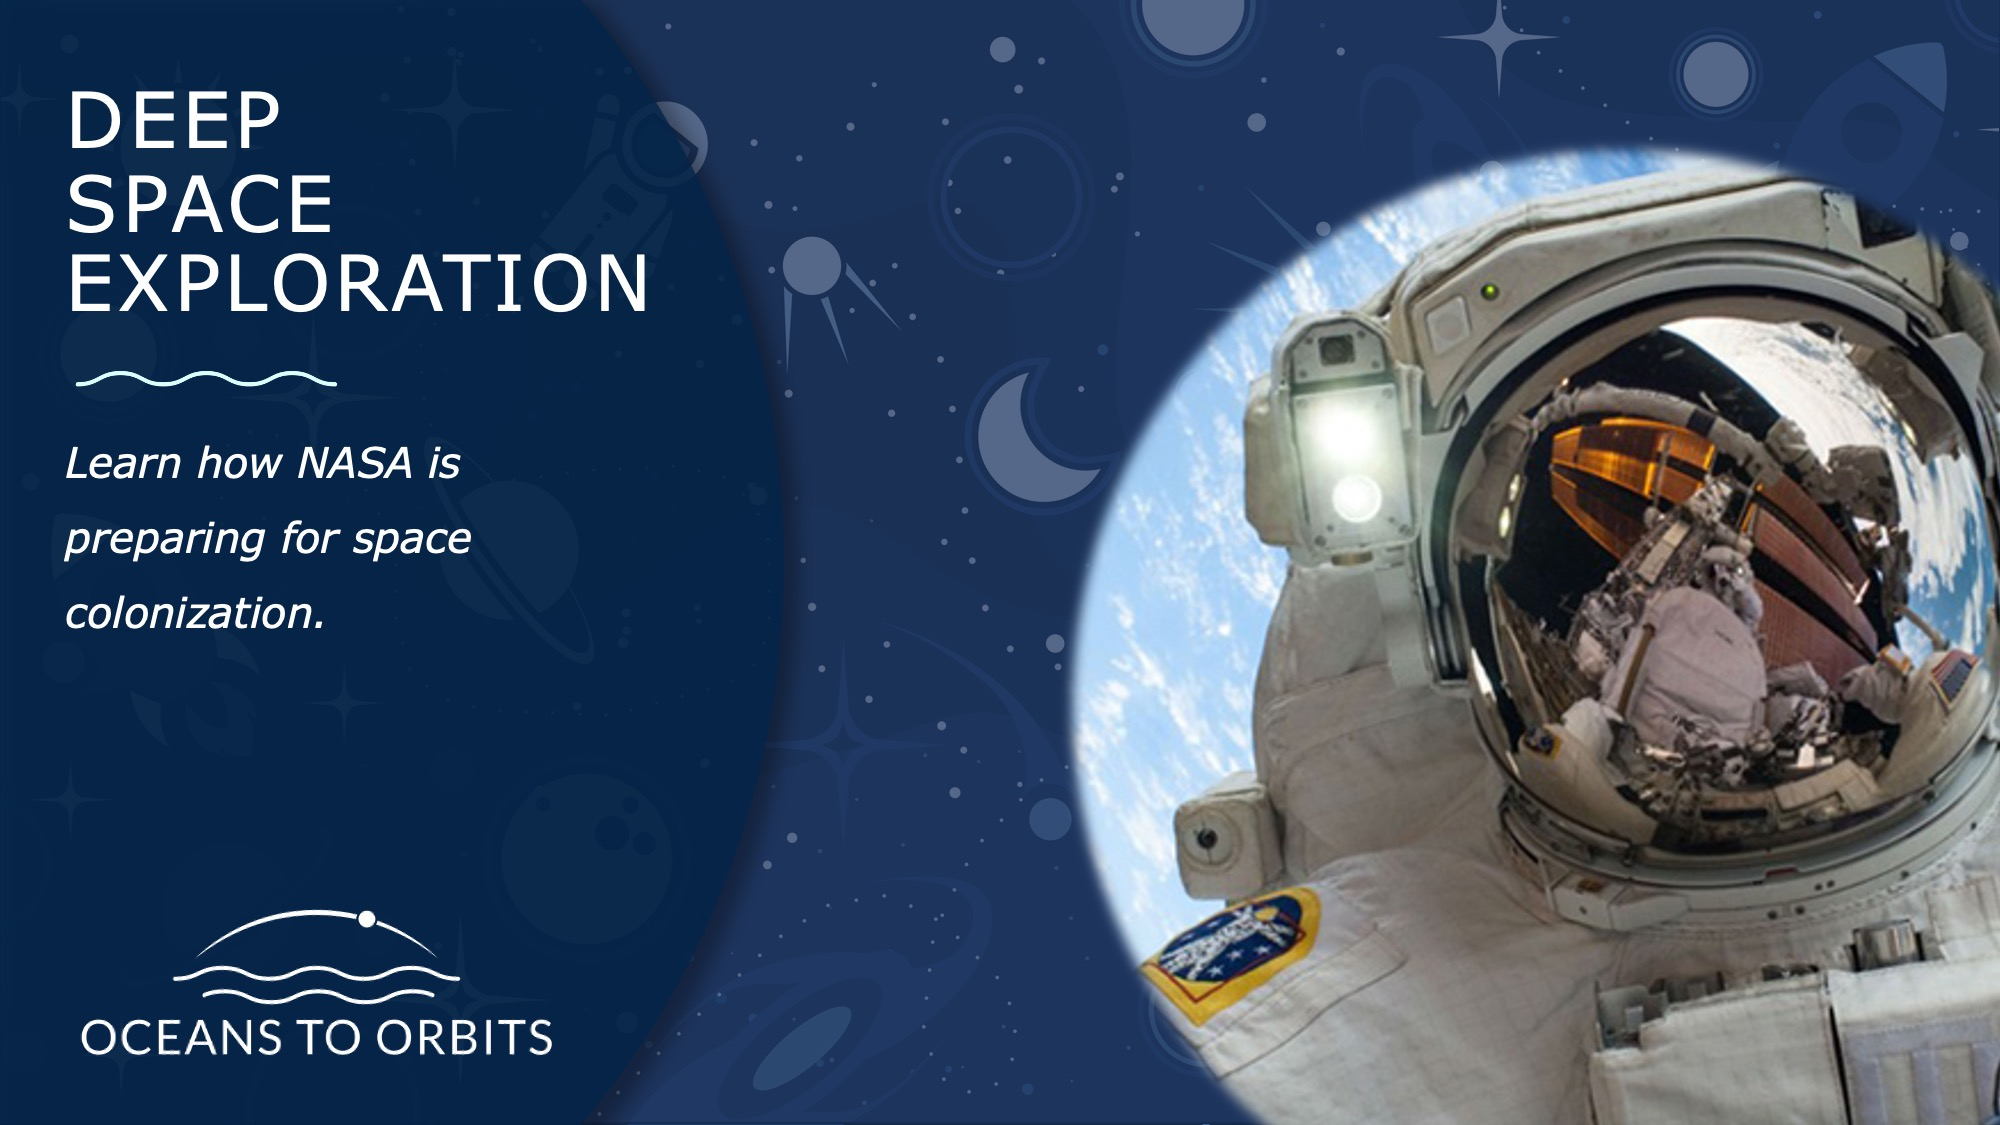 DEEP
SPACE
EXPLORATION
Learn how NASA is
preparing for space
colonization.
OCEANS TO ORBITS